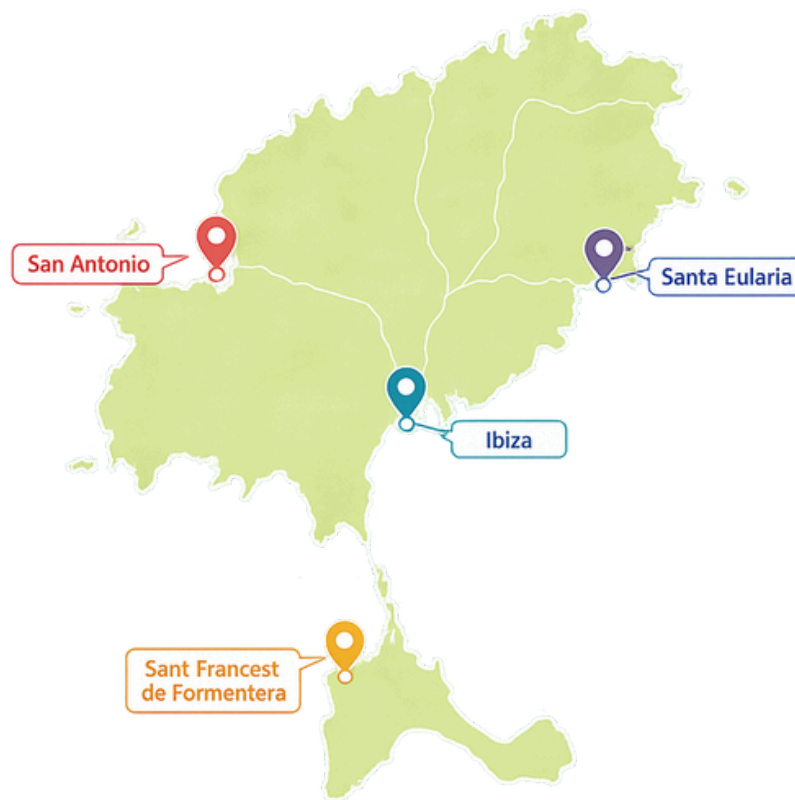 San Antonio
Santa Eularia
Ibiza
Sant Francest
de Formentera